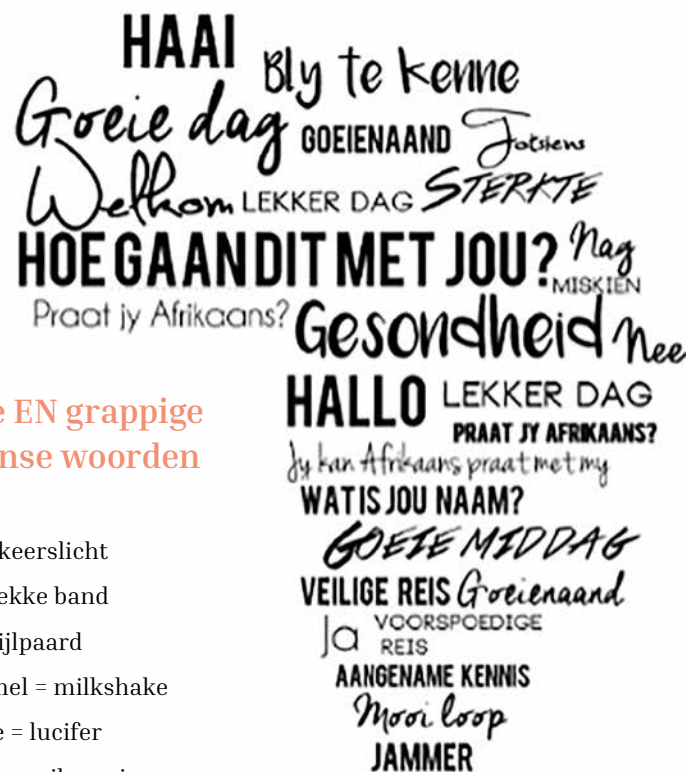 HAAI
Bly te kenne
Goeie dag
GOEIENAAND
Totsiens
Welkom
LEKKER DAG
STERKTE
HOE GAAN DIT MET JOU?
Nag
MISKIEN
Praat jy Afrikaans?
Gesondheid
Nee
HALLO
LEKKER DAG
PRAAT JY AFRIKAANS?
Jy kan Afrikaans praat met my
WAT IS JOU NAAM?
GOEIE MIDDAG
VEILIGE REIS
Goeienaand
Ja
VOORSPOEDIGE
REIS
AANGENAME KENNIS
Mooi loop
JAMMER
e EN grappige
nse woorden
keerslicht
ekke band
ijlpaard
nel = milkshake
e = lucifer